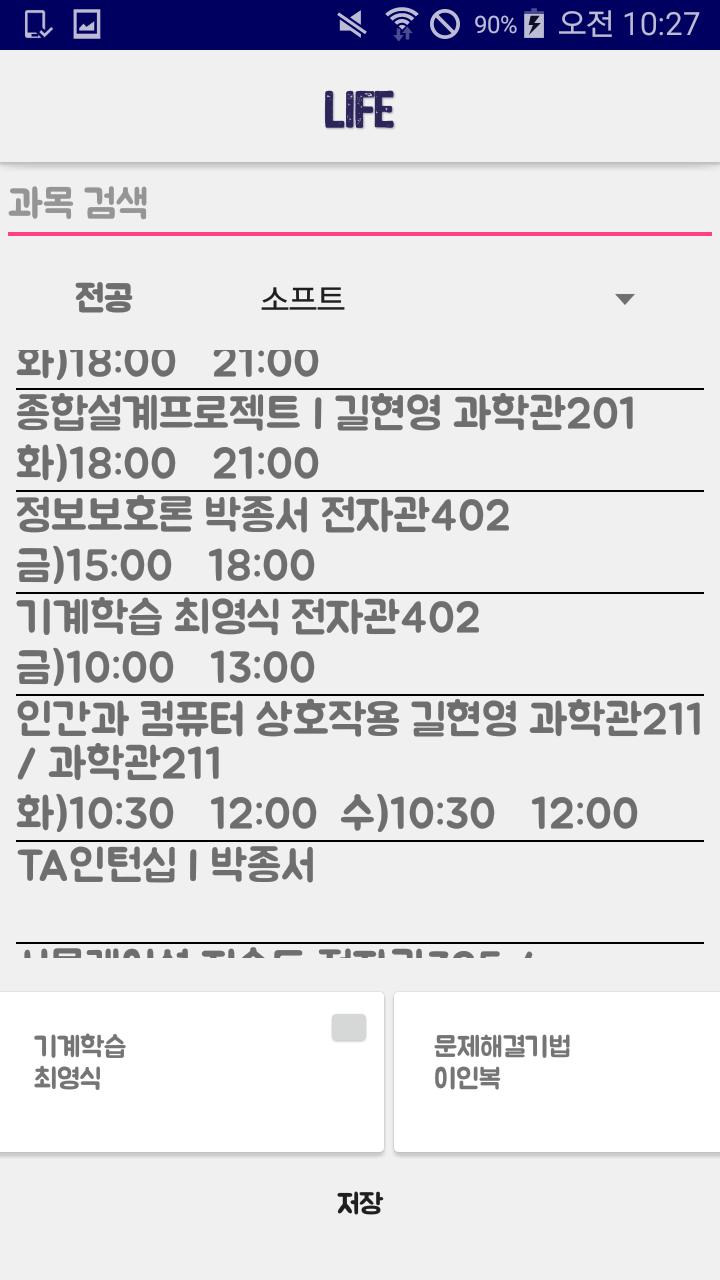 90% 오전 10:27
LIFE
과목 검색
전공 소프트
화)18:00 21:00
종합설계프로젝트 I 길현영 과학관201
화)18:00 21:00
정보보호론 박종서 전자관402
금)15:00 18:00
기계학습 최영식 전자관402
금)10:00 13:00
인간과 컴퓨터 상호작용 길현영 과학관211
/ 과학관211
화)10:30 12:00 수)10:30 12:00
TA인턴십 I 박종서
기계학습
최영식
문제해결기법
이인복
저장